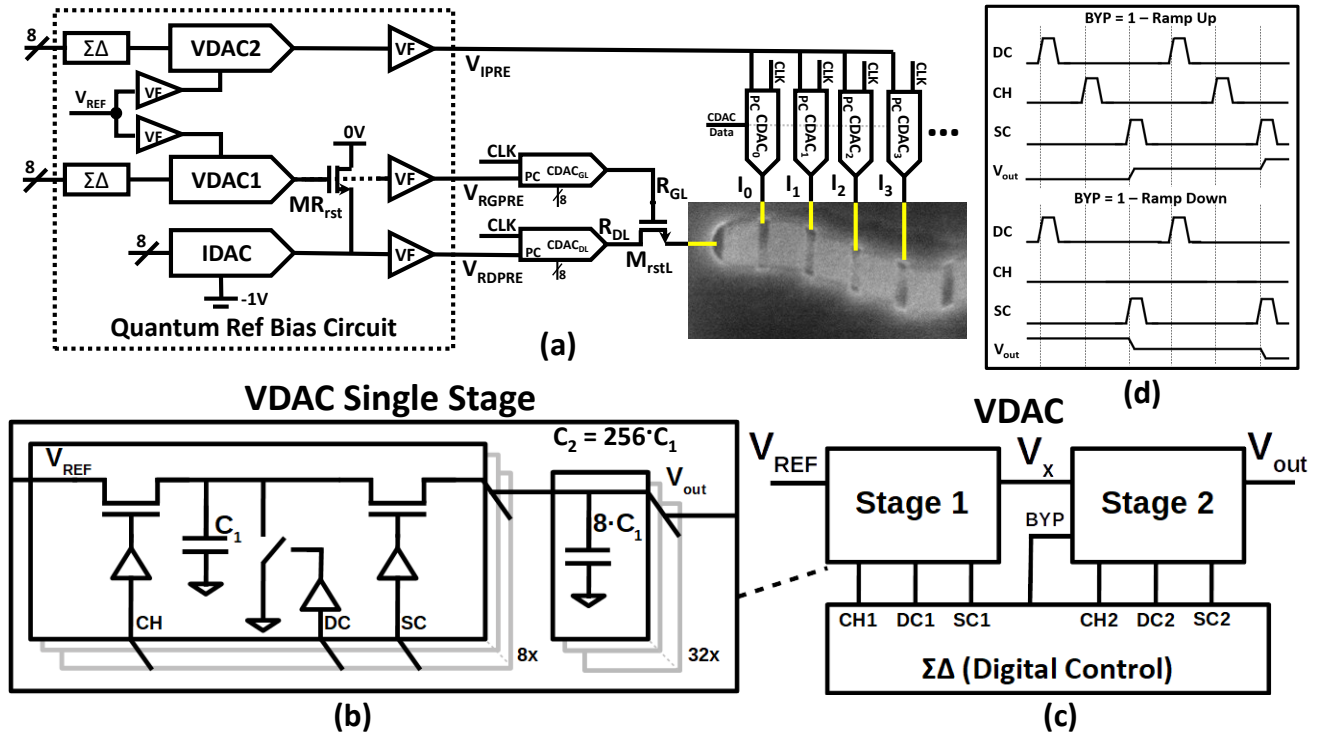 8
ΣΔ
VDAC2
VF
V_IPRE
V_REF
VF
VF
0V
8
ΣΔ
VDAC1
MR_rst
VF
V_RGPRE
8
IDAC
-1V
VF
V_RDPRE
Quantum Ref Bias Circuit
CLK
PC CDAC_GL
8
R_GL
CLK
PC CDAC_DL
8
R_DL
M_rstL
CDAC
Data
CLK
PC CDAC_0
CLK
PC CDAC_1
CLK
PC CDAC_2
CLK
PC CDAC_3
...
I_0 I_1 I_2 I_3
(a)
BYP = 1 – Ramp Up
DC
CH
SC
V_out
BYP = 1 – Ramp Down
DC
CH
SC
V_out
(d)
VDAC Single Stage
V_REF
C_1
CH
DC
SC
8x
C_2 = 256·C_1
8·C_1
V_out
32x
(b)
VDAC
V_REF
Stage 1
V_X
BYP
Stage 2
V_out
CH1 DC1 SC1 CH2 DC2 SC2
ΣΔ (Digital Control)
(c)